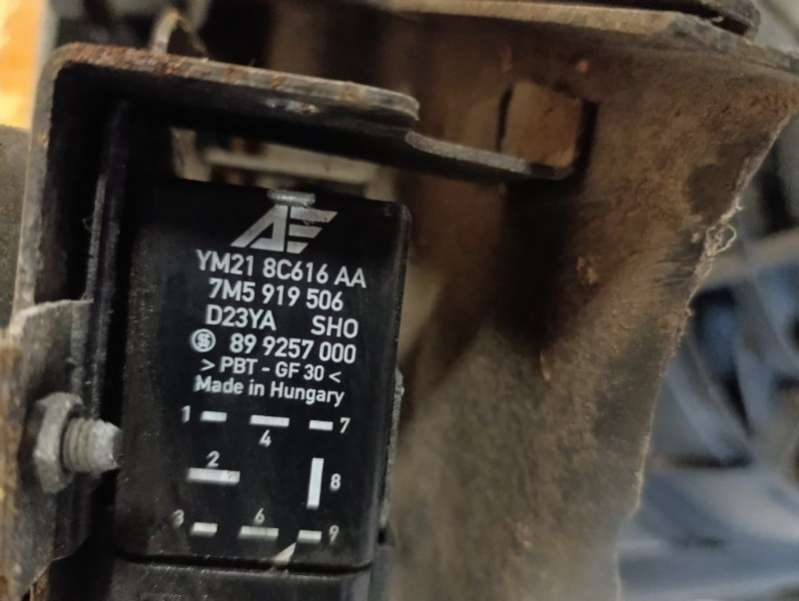 YM21 8C616 AA
7M5 919 506
D23YA SHO
89 9257 000
> PBT - GF 30 <
Made in Hungary
1 4 7
2 8
3 6 9